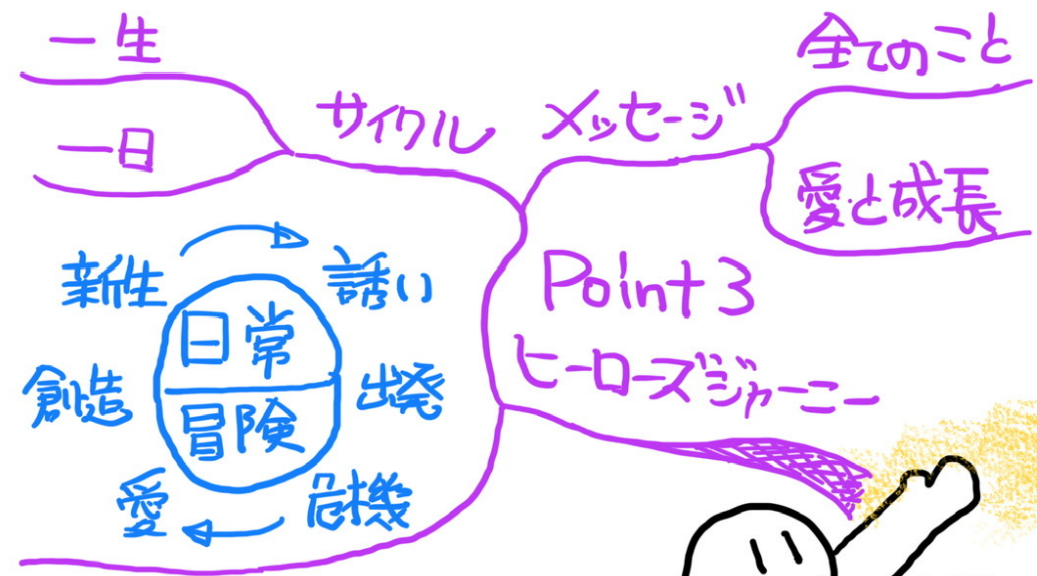 一生
一日
サイクル
メッセージ
全てのこと
愛と成長
Point3
ヒーローズジャーニー
新生
誘い
日常
創造
出発
冒険
愛
危機